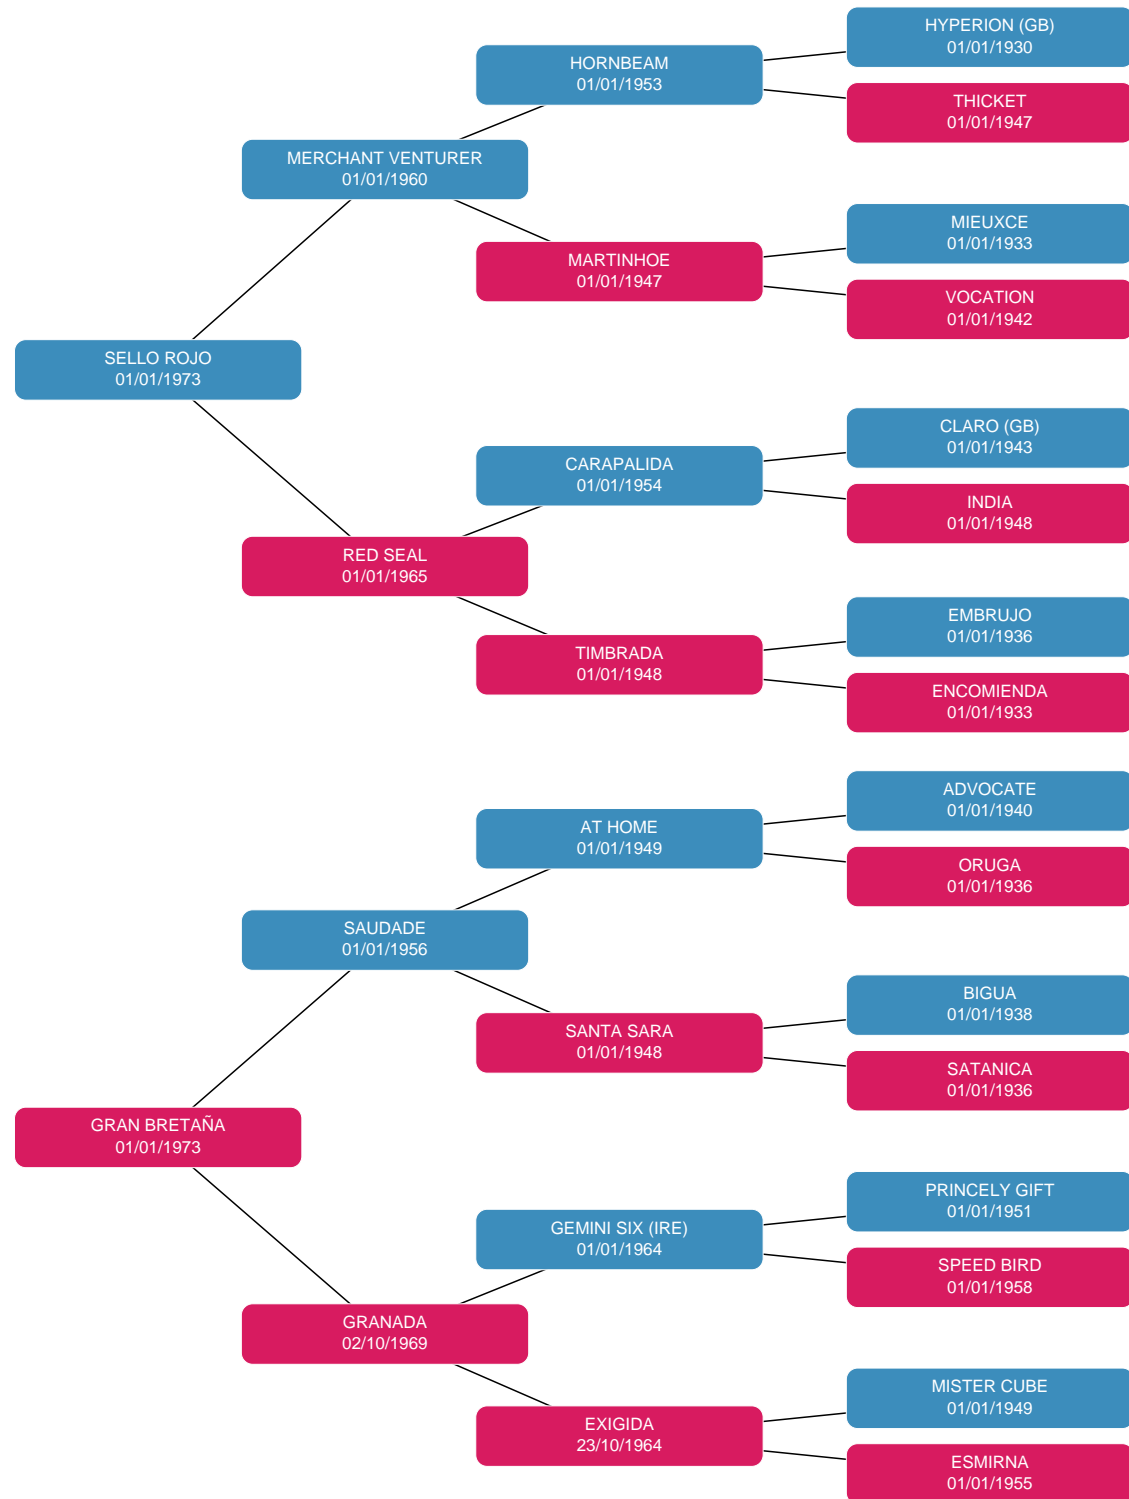 HYPERION (GB)
01/01/1930
HORNBEAM
01/01/1953
THICKET
01/01/1947
MERCHANT VENTURER
01/01/1960
MIEUXCE
01/01/1933
MARTINHOE
01/01/1947
VOCATION
01/01/1942
SELLO ROJO
01/01/1973
CLARO (GB)
01/01/1943
CARAPALIDA
01/01/1954
INDIA
01/01/1948
RED SEAL
01/01/1965
EMBRUJO
01/01/1936
TIMBRADA
01/01/1948
ENCOMIENDA
01/01/1933
ADVOCATE
01/01/1940
AT HOME
01/01/1949
ORUGA
01/01/1936
SAUDADE
01/01/1956
BIGUA
01/01/1938
SANTA SARA
01/01/1948
SATANICA
01/01/1936
GRAN BRETAÑA
01/01/1973
PRINCELY GIFT
01/01/1951
GEMINI SIX (IRE)
01/01/1964
SPEED BIRD
01/01/1958
GRANADA
02/10/1969
MISTER CUBE
01/01/1949
EXIGIDA
23/10/1964
ESMIRNA
01/01/1955